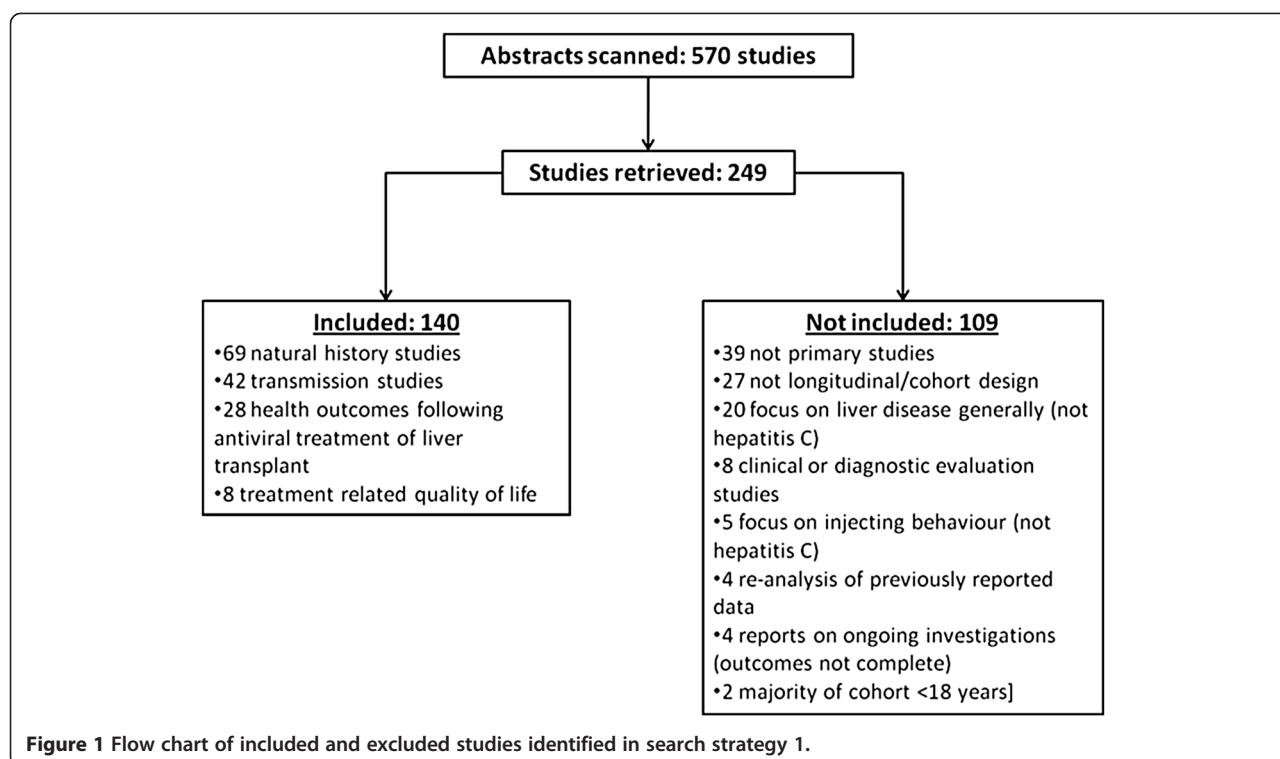 Abstracts scanned: 570 studies
Studies retrieved: 249
Included: 140
•69 natural history studies
•42 transmission studies
•28 health outcomes following
antiviral treatment of liver
transplant
•8 treatment related quality of life
Not included: 109
•39 not primary studies
•27 not longitudinal/cohort design
•20 focus on liver disease generally (not
hepatitis C)
•8 clinical or diagnostic evaluation
studies
•5 focus on injecting behaviour (not
hepatitis C)
•4 re-analysis of previously reported
data
•4 reports on ongoing investigations
(outcomes not complete)
•2 majority of cohort <18 years]
Figure 1 Flow chart of included and excluded studies identified in search strategy 1.